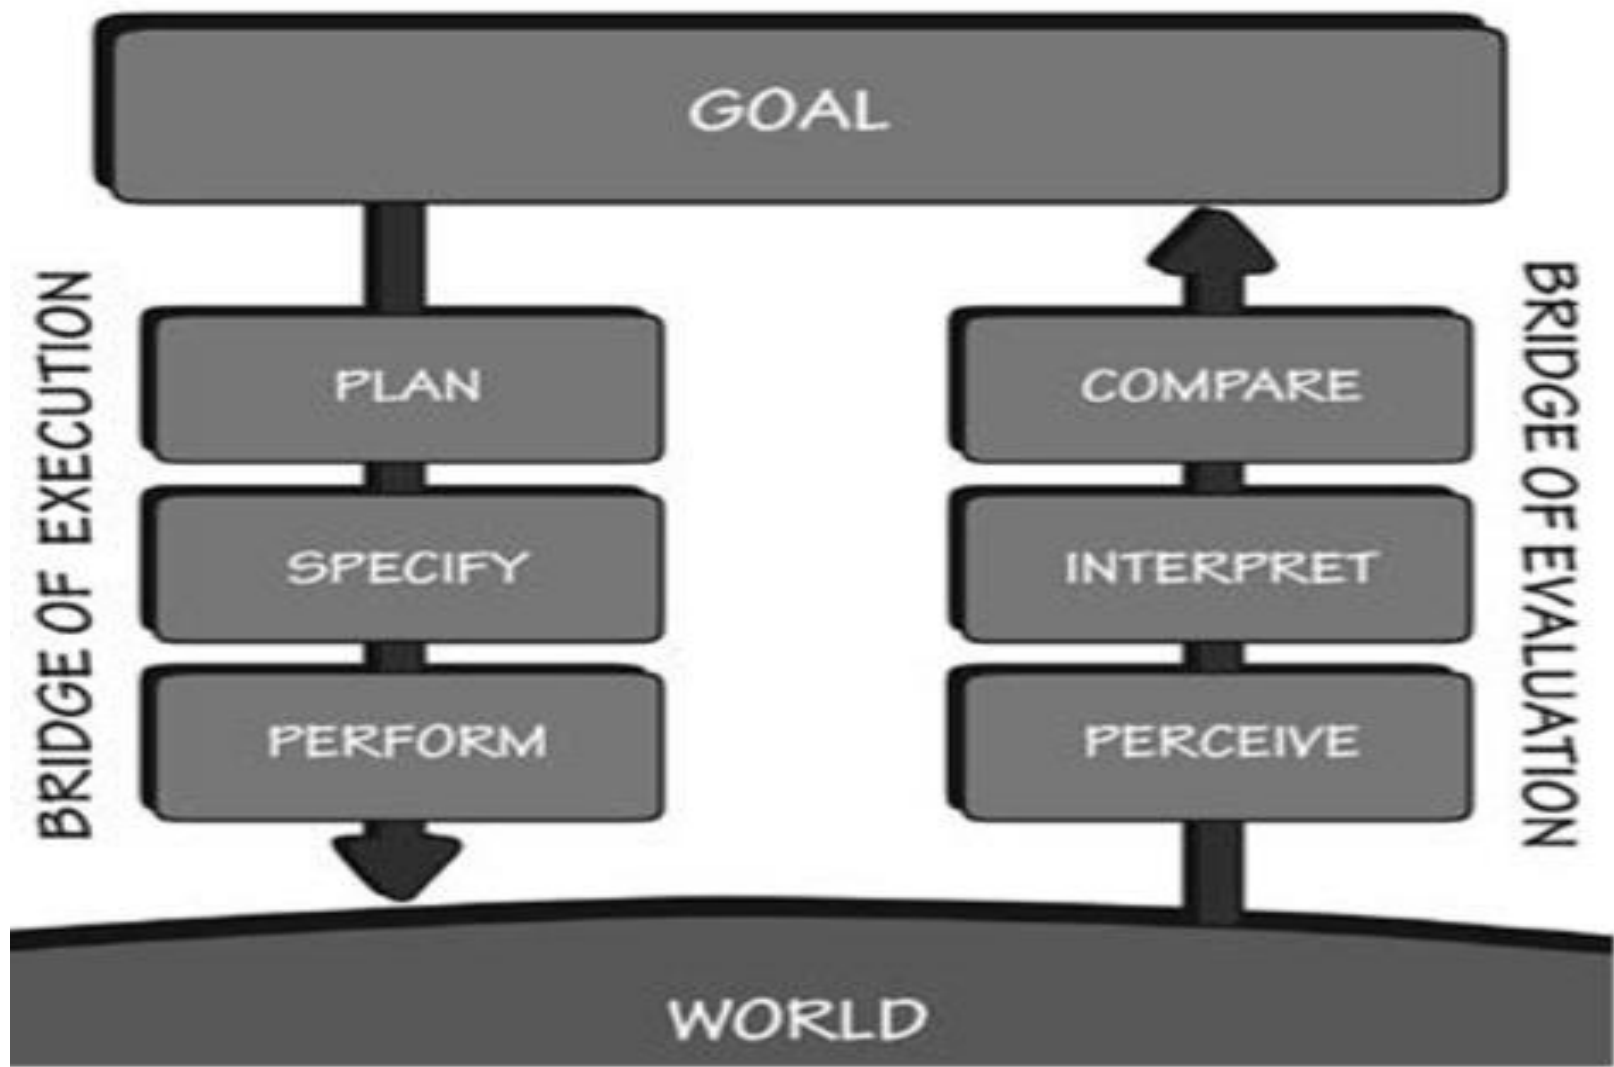 GOAL
BRIDGE OF EXECUTION
PLAN
SPECIFY
PERFORM
COMPARE
INTERPRET
PERCEIVE
BRIDGE OF EVALUATION
WORLD